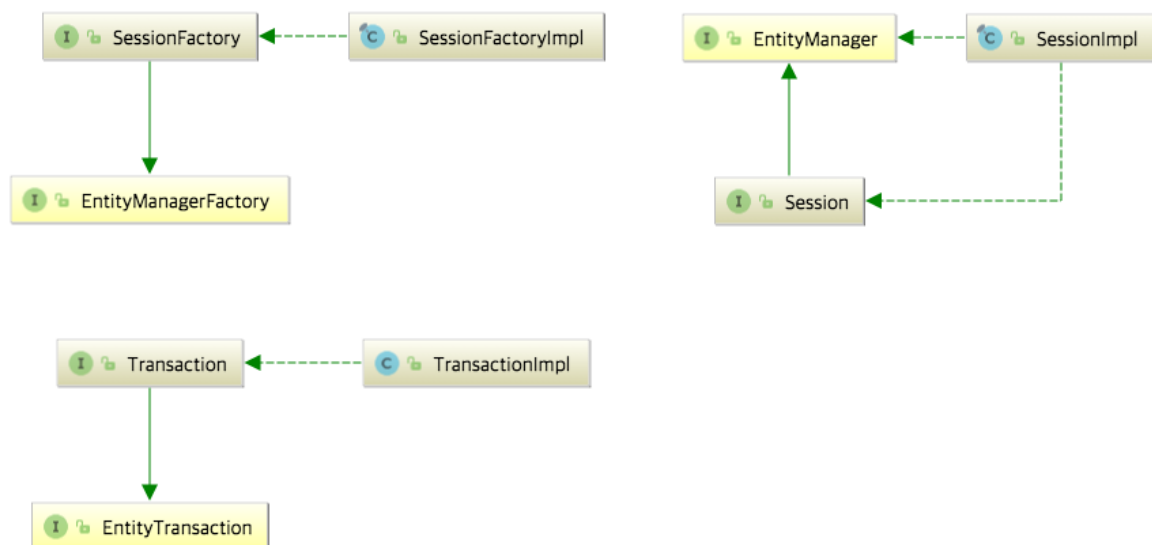 I SessionFactory
C SessionFactoryImpl
I EntityManager
C SessionImpl
I EntityManagerFactory
I Session
I Transaction
C TransactionImpl
I EntityTransaction